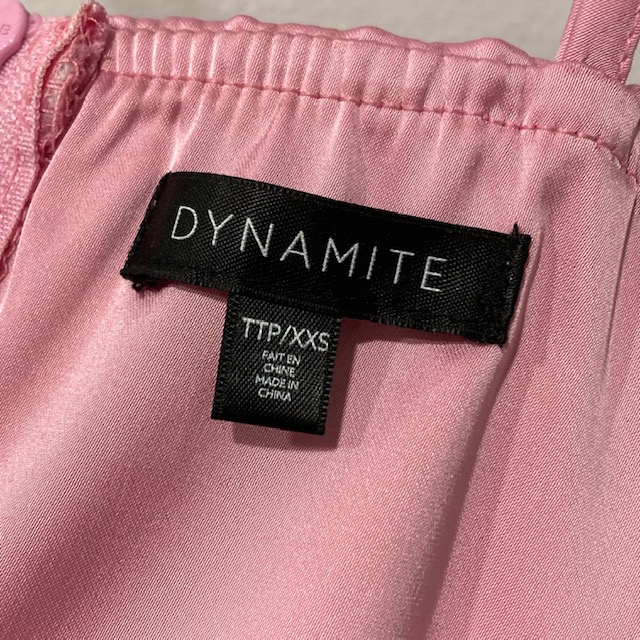 DYNAMITE
TTP/XXS
FAIT EN
CHINE
MADE IN
CHINA